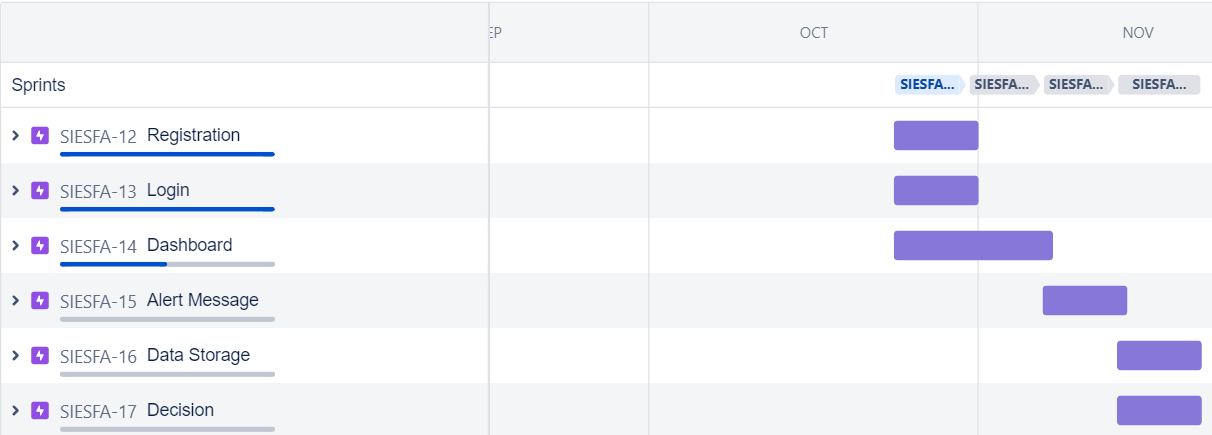 EP OCT NOV
Sprints SIESFA... SIESFA... SIESFA... SIESFA...
SIESFA-12 Registration
SIESFA-13 Login
SIESFA-14 Dashboard
SIESFA-15 Alert Message
SIESFA-16 Data Storage
SIESFA-17 Decision